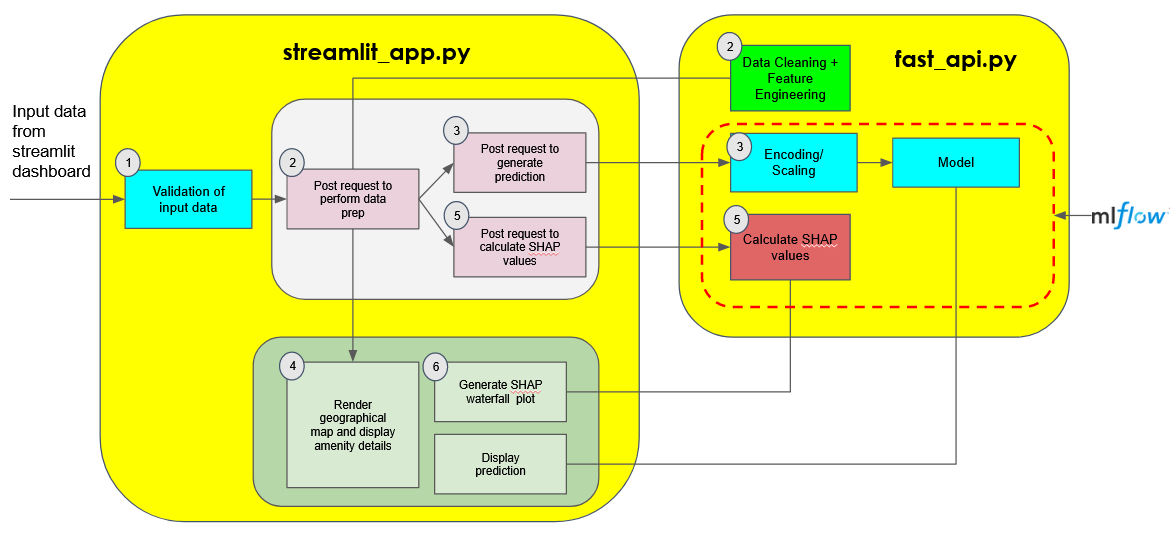 streamlit_app.py
fast_api.py
Input data
from
streamlit
dashboard
1
Validation of
input data
2
Post request to
perform data
prep
3
Post request to
generate
prediction
5
Post request to
calculate SHAP
values
2
Data Cleaning +
Feature
Engineering
3
Encoding/
Scaling
Model
5
Calculate SHAP
values
mlflow
4
Render
geographical
map and display
amenity details
6
Generate SHAP
waterfall plot
Display
prediction